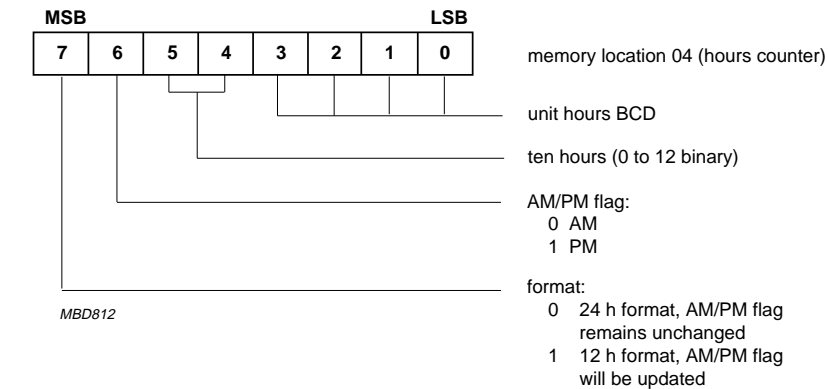 MSB LSB
7 6 5 4 3 2 1 0
memory location 04 (hours counter)
unit hours BCD
ten hours (0 to 12 binary)
AM/PM flag:
0 AM
1 PM
format:
0 24 h format, AM/PM flag
remains unchanged
1 12 h format, AM/PM flag
will be updated
MBD812